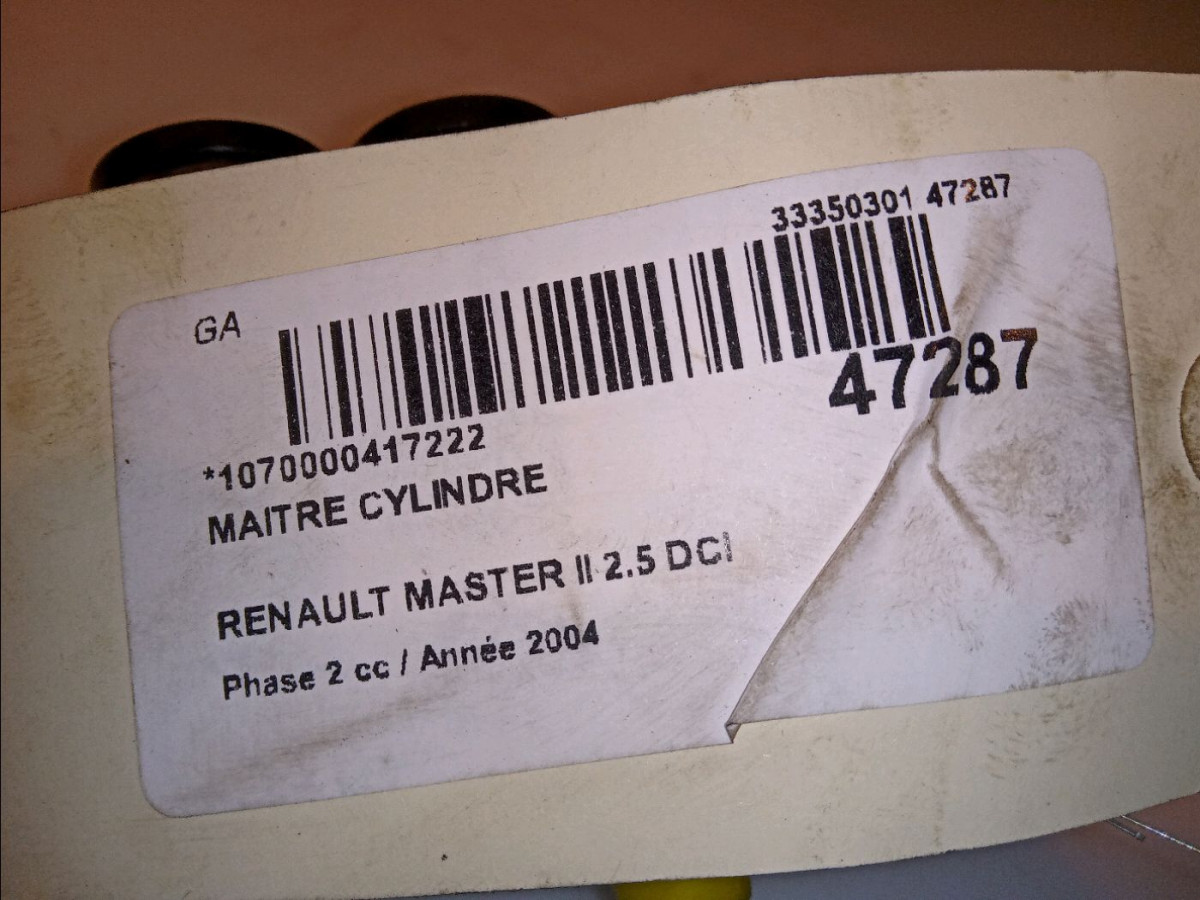 33350301 47287
GA
47287
*1070000417222
MAITRE CYLINDRE
RENAULT MASTER II 2.5 DCI
Phase 2 cc / Année 2004